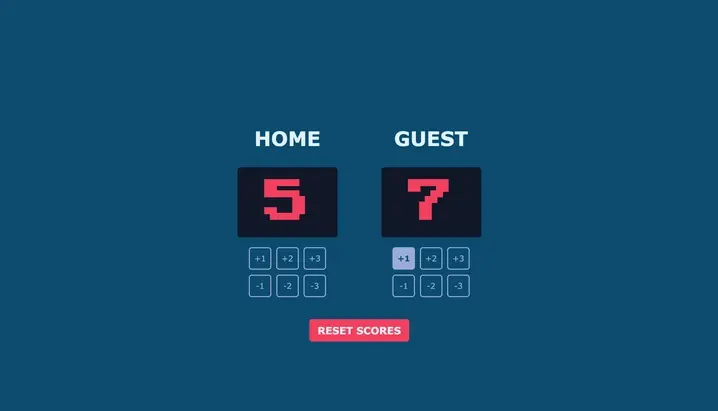 HOME GUEST
5 7
+1 +2 +3 +1 +2 +3
-1 -2 -3 -1 -2 -3
RESET SCORES